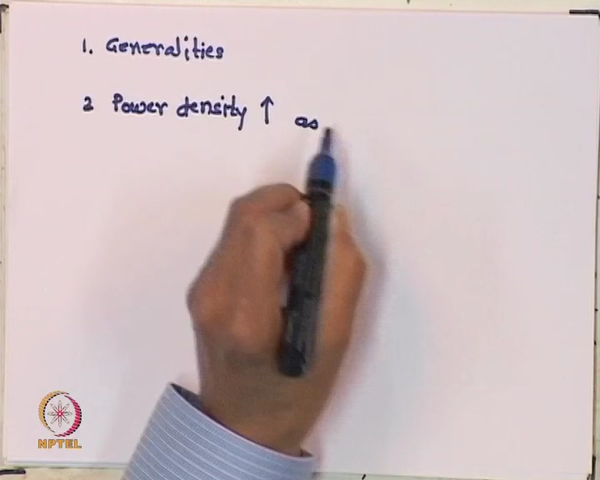 1. Generalities
2 Power density ↑ as
NPTEL